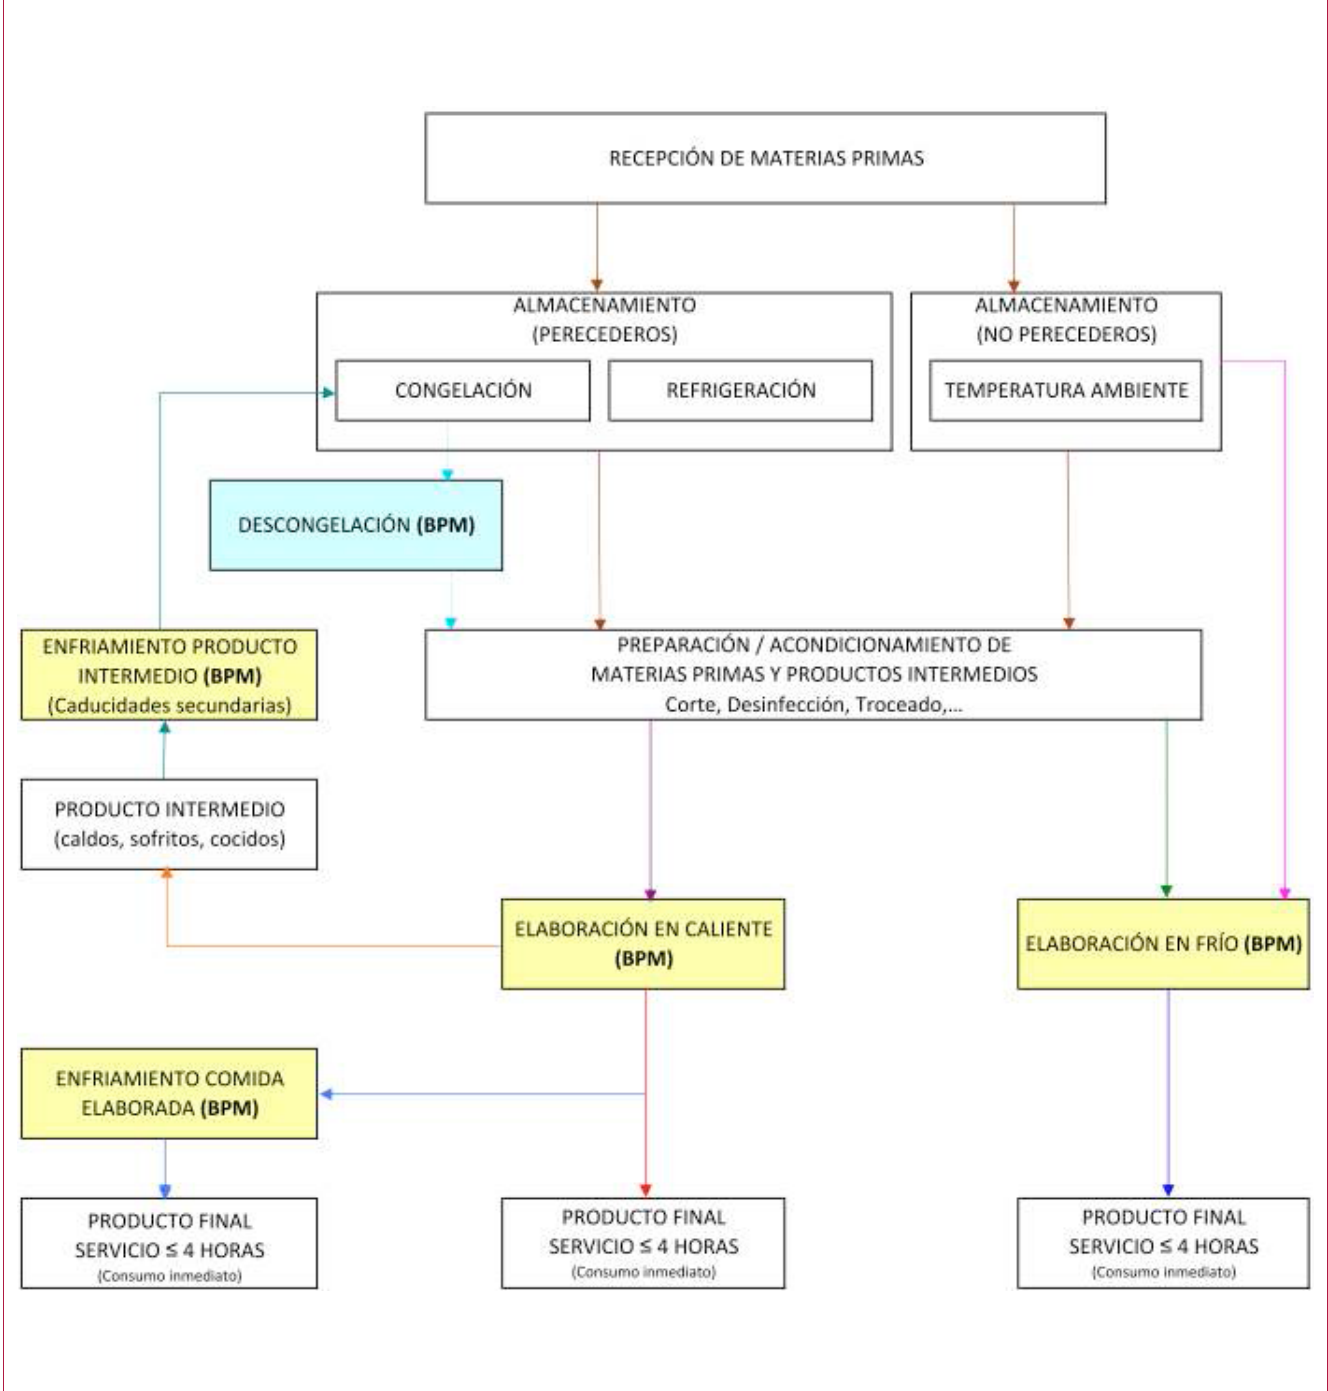 RECEPCIÓN DE MATERIAS PRIMAS
ALMACENAMIENTO
(PERECEDEROS)
CONGELACIÓN
REFRIGERACIÓN
ALMACENAMIENTO
(NO PERECEDEROS)
TEMPERATURA AMBIENTE
DESCONGELACIÓN (BPM)
ENFRIAMIENTO PRODUCTO
INTERMEDIO (BPM)
(Caducidades secundarias)
PREPARACIÓN / ACONDICIONAMIENTO DE
MATERIAS PRIMAS Y PRODUCTOS INTERMEDIOS
Corte, Desinfección, Troceado,...
PRODUCTO INTERMEDIO
(caldos, sofritos, cocidos)
ELABORACIÓN EN CALIENTE
(BPM)
ELABORACIÓN EN FRÍO (BPM)
ENFRIAMIENTO COMIDA
ELABORADA (BPM)
PRODUCTO FINAL
SERVICIO ≤ 4 HORAS
(Consumo inmediato)
PRODUCTO FINAL
SERVICIO ≤ 4 HORAS
(Consumo inmediato)
PRODUCTO FINAL
SERVICIO ≤ 4 HORAS
(Consumo inmediato)